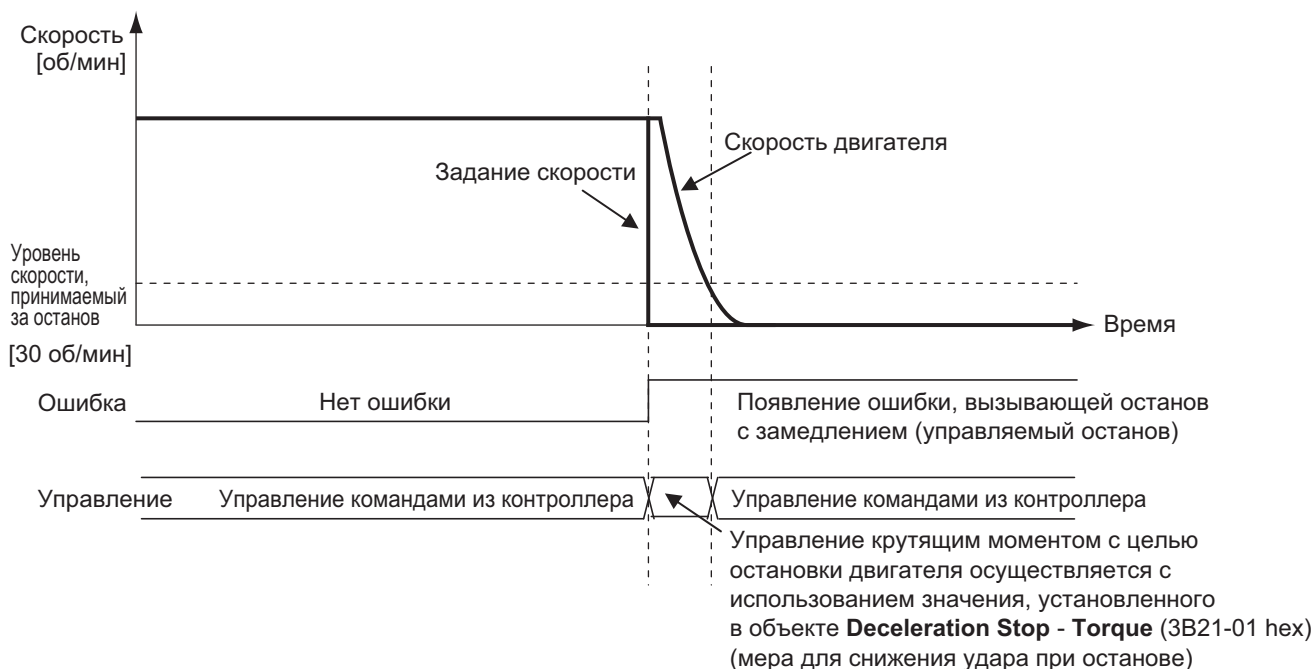 Скорость
[об/мин]
Скорость двигателя
Задание скорости
Уровень
скорости,
принимаемый
за останов
Время
[30 об/мин]
Ошибка
Нет ошибки
Появление ошибки, вызывающей останов
с замедлением (управляемый останов)
Управление
Управление командами из контроллера
Управление командами из контроллера
Управление крутящим моментом с целью
остановки двигателя осуществляется с
использованием значения, установленного
в объекте Deceleration Stop - Torque (3B21-01 hex)
(мера для снижения удара при останове)